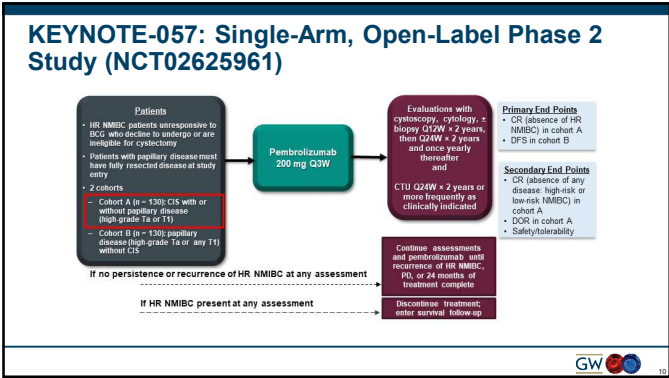 KEYNOTE-057: Single-Arm, Open-Label Phase 2
Study (NCT02625961)
Patients
• HR NMIBC patients unresponsive to
BCG who decline to undergo or are
ineligible for cystectomy
• Patients with papillary disease must
have fully resected disease at study
entry
• 2 cohorts
– Cohort A (n = 130): CIS with or
without papillary disease
(high-grade Ta or T1)
– Cohort B (n = 130): papillary
disease (high-grade Ta or any T1)
without CIS
Pembrolizumab
200 mg Q3W
Evaluations with
cystoscopy, cytology, ±
biopsy Q12W × 2 years,
then Q24W × 2 years
and once yearly
thereafter
and
CTU Q24W × 2 years or
more frequently as
clinically indicated
Primary End Points
• CR (absence of HR
NMIBC) in cohort A
• DFS in cohort B
Secondary End Points
• CR (absence of any
disease: high-risk or
low-risk NMIBC) in
cohort A
• DOR in cohort A
• Safety/tolerability
If no persistence or recurrence of HR NMIBC at any assessment
Continue assessments
and pembrolizumab until
recurrence of HR NMIBC,
PD, or 24 months of
treatment complete
If HR NMIBC present at any assessment
Discontinue treatment;
enter survival follow-up
GW
10